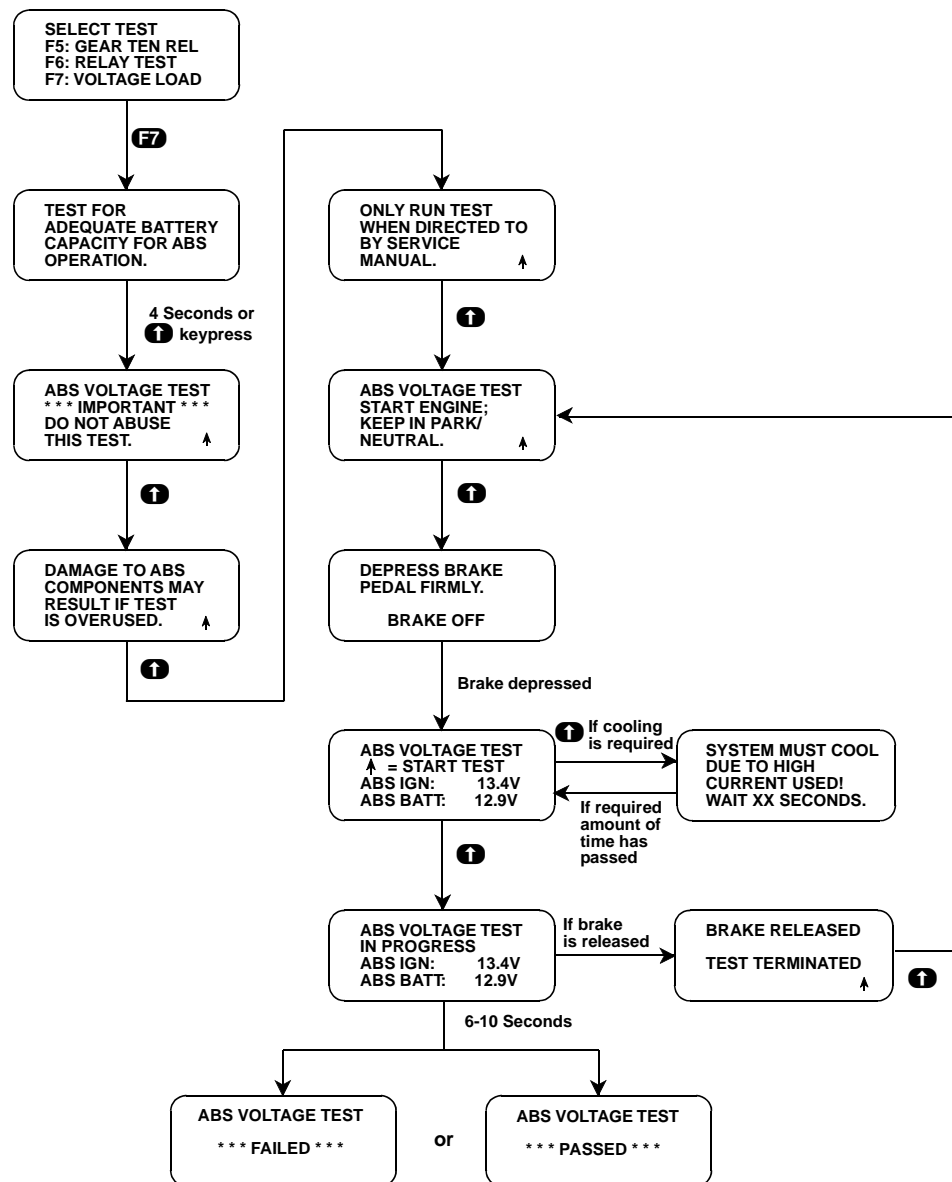 SELECT TEST
F5: GEAR TEN REL
F6: RELAY TEST
F7: VOLTAGE LOAD
F7
TEST FOR
ADEQUATE BATTERY
CAPACITY FOR ABS
OPERATION.
4 Seconds or
⬆ keypress
ABS VOLTAGE TEST
* * * IMPORTANT * * *
DO NOT ABUSE
THIS TEST. ↑
⬆
DAMAGE TO ABS
COMPONENTS MAY
RESULT IF TEST
IS OVERUSED. ↑
⬆
ONLY RUN TEST
WHEN DIRECTED TO
BY SERVICE
MANUAL. ↑
⬆
ABS VOLTAGE TEST
START ENGINE;
KEEP IN PARK/
NEUTRAL. ↑
⬆
DEPRESS BRAKE
PEDAL FIRMLY.
BRAKE OFF
Brake depressed
ABS VOLTAGE TEST
↑ = START TEST
ABS IGN: 13.4V
ABS BATT: 12.9V
⬆ If cooling
is required
SYSTEM MUST COOL
DUE TO HIGH
CURRENT USED!
WAIT XX SECONDS.
If required
amount of
time has
passed
⬆
ABS VOLTAGE TEST
IN PROGRESS
ABS IGN: 13.4V
ABS BATT: 12.9V
If brake
is released
BRAKE RELEASED
TEST TERMINATED
↑
⬆
6-10 Seconds
ABS VOLTAGE TEST
* * * FAILED * * *
or
ABS VOLTAGE TEST
* * * PASSED * * *